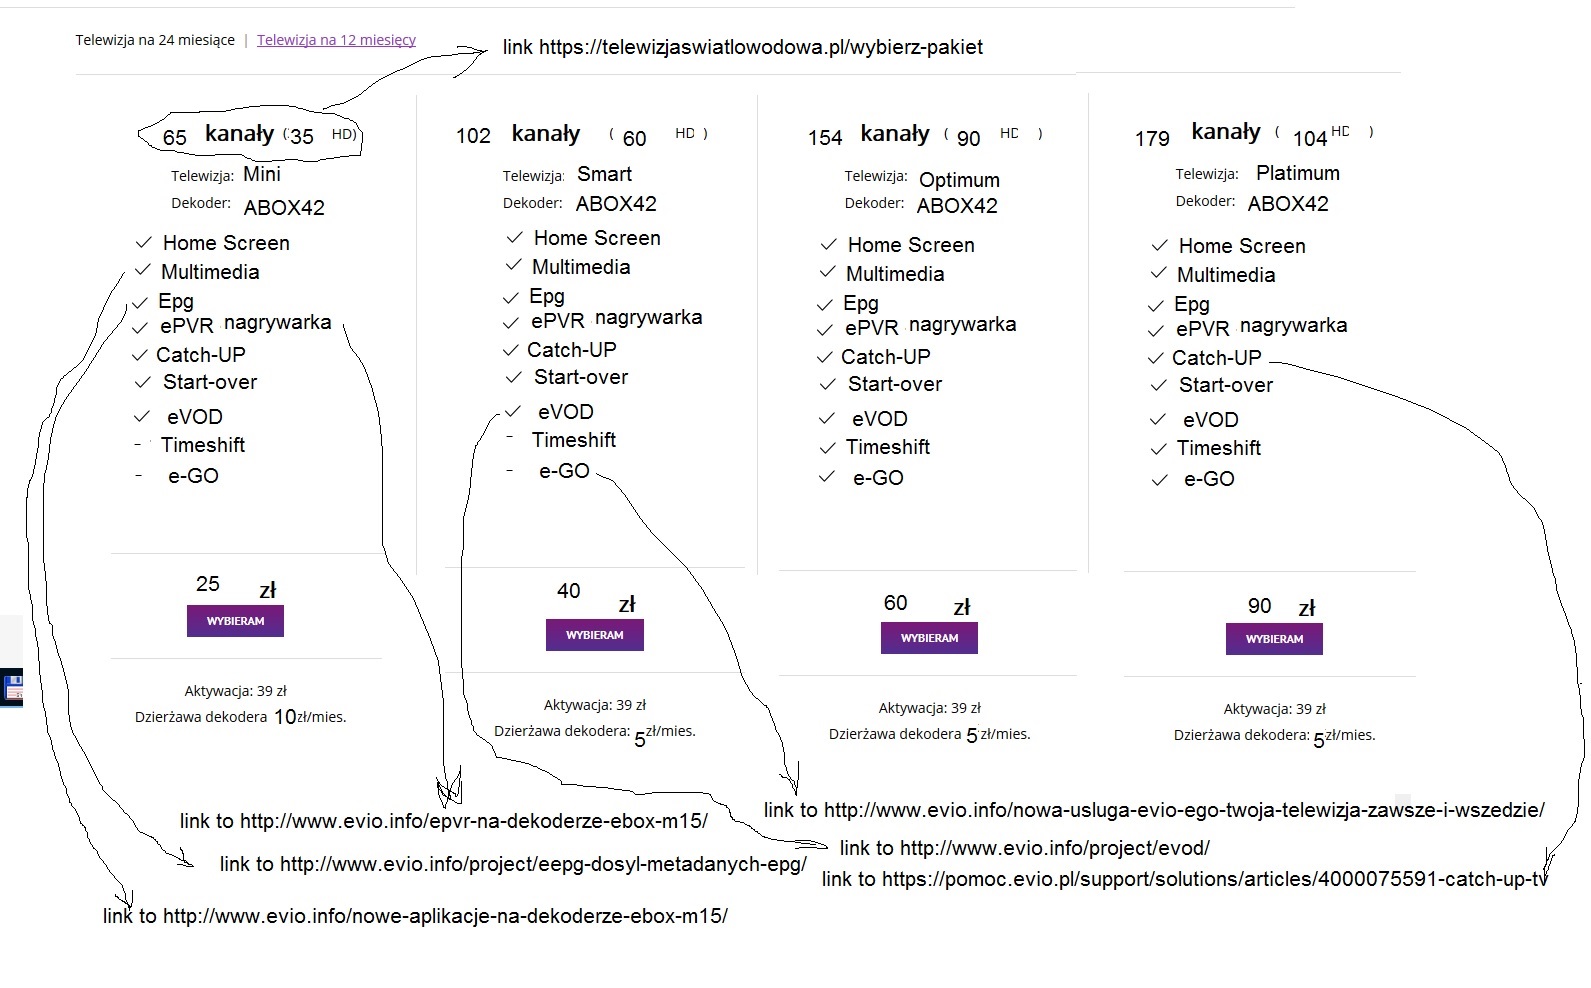 Telewizja na 24 miesiące | Telewizja na 12 miesięcy
link https://telewizjaswiatlowodowa.pl/wybierz-pakiet
65 kanały (35 HD)
Telewizja: Mini
Dekoder: ABOX42
Home Screen
Multimedia
Epg
ePVR nagrywarka
Catch-UP
Start-over
eVOD
- Timeshift
- e-GO
25 zł
WYBIERAM
Aktywacja: 39 zł
Dzierżawa dekodera 10zł/mies.
102 kanały ( 60 HD )
Telewizja: Smart
Dekoder: ABOX42
Home Screen
Multimedia
Epg
ePVR nagrywarka
Catch-UP
Start-over
eVOD
- Timeshift
- e-GO
40 zł
WYBIERAM
Aktywacja: 39 zł
Dzierżawa dekodera: 5zł/mies.
154 kanały ( 90 HD )
Telewizja: Optimum
Dekoder: ABOX42
Home Screen
Multimedia
Epg
ePVR nagrywarka
Catch-UP
Start-over
eVOD
Timeshift
e-GO
60 zł
WYBIERAM
Aktywacja: 39 zł
Dzierżawa dekodera 5 zł/mies.
179 kanały ( 104 HD )
Telewizja: Platimum
Dekoder: ABOX42
Home Screen
Multimedia
Epg
ePVR nagrywarka
Catch-UP
Start-over
eVOD
Timeshift
e-GO
90 zł
WYBIERAM
Aktywacja: 39 zł
Dzierżawa dekodera: 5zł/mies.
link to http://www.evio.info/epvr-na-dekoderze-ebox-m15/
link to http://www.evio.info/project/eepg-dosyl-metadanych-epg/
link to http://www.evio.info/nowe-aplikacje-na-dekoderze-ebox-m15/
link to http://www.evio.info/nowa-usluga-evio-ego-twoja-telewizja-zawsze-i-wszedzie/
link to http://www.evio.info/project/evod/
link to https://pomoc.evio.pl/support/solutions/articles/4000075591-catch-up-tv